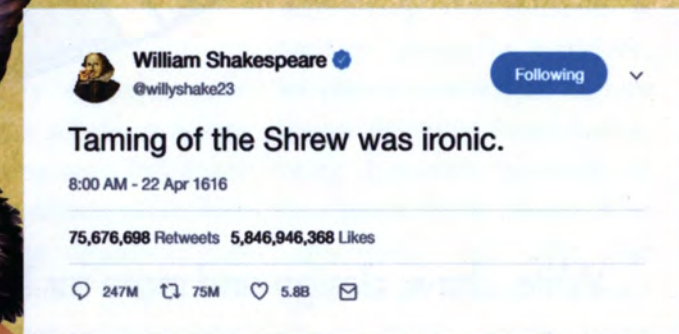 William Shakespeare
@willyshake23
Following
Taming of the Shrew was ironic.
8:00 AM - 22 Apr 1616
75,676,698 Retweets 5,846,946,368 Likes
247M 75M 5.8B